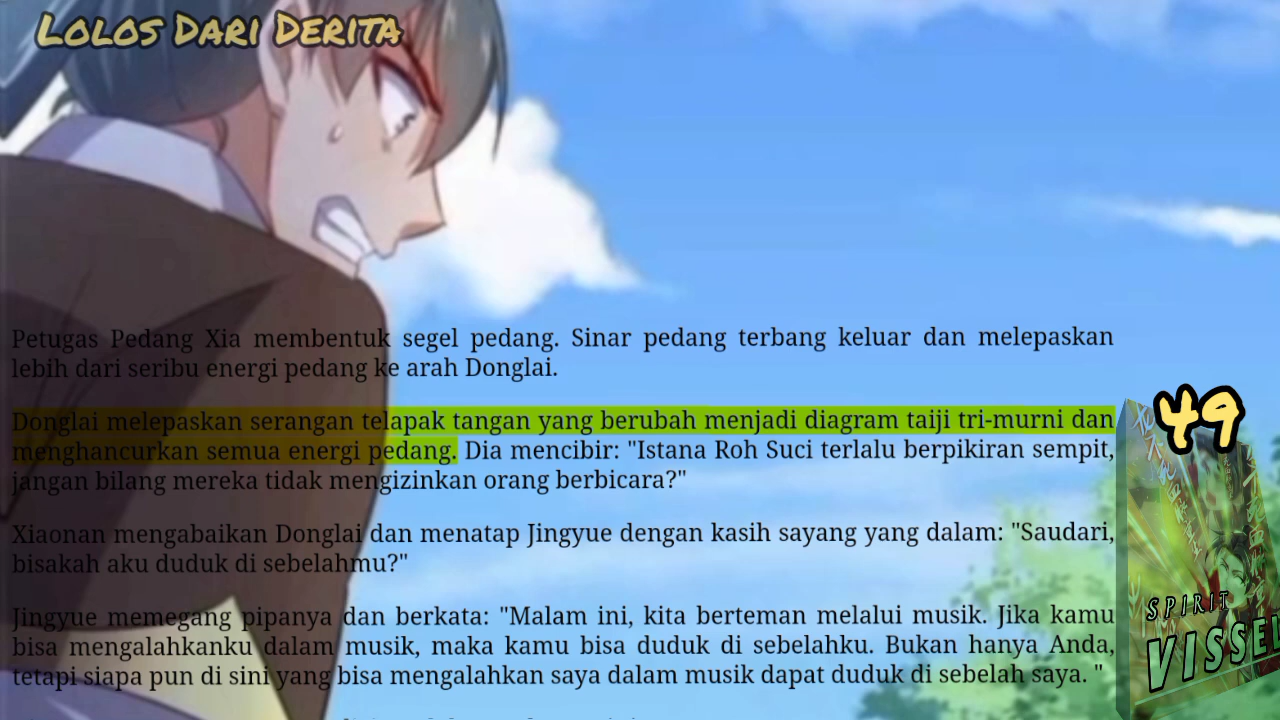 Lolos Dari Derita
Petugas Pedang Xia membentuk segel pedang. Sinar pedang terbang keluar dan melepaskan
lebih dari seribu energi pedang ke arah Donglai.
Donglai melepaskan serangan telapak tangan yang berubah menjadi diagram taiji tri-murni dan
menghancurkan semua energi pedang. Dia mencibir: "Istana Roh Suci terlalu berpikiran sempit,
jangan bilang mereka tidak mengizinkan orang berbicara?"
Xiaonan mengabaikan Donglai dan menatap Jingyue dengan kasih sayang yang dalam: "Saudari,
bisakah aku duduk di sebelahmu?"
Jingyue memegang pipanya dan berkata: "Malam ini, kita berteman melalui musik. Jika kamu
bisa mengalahkanku dalam musik, maka kamu bisa duduk di sebelahku. Bukan hanya Anda,
tetapi siapa pun di sini yang bisa mengalahkan saya dalam musik dapat duduk di sebelah saya. "
49
SPIRIT
VISSEL